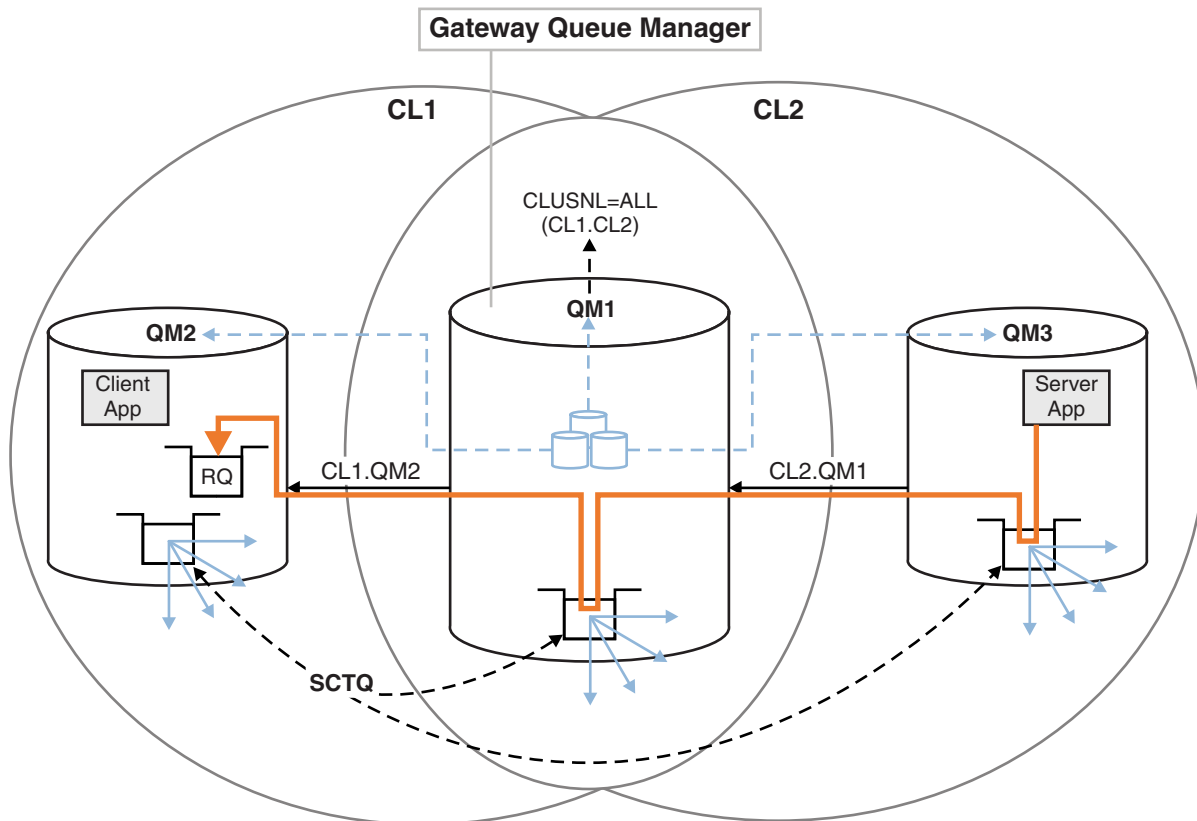 Gateway Queue Manager
CL1
CL2
CLUSNL=ALL
(CL1.CL2)
QM1
QM2
QM3
Client
App
Server
App
RQ
CL1.QM2
CL2.QM1
SCTQ